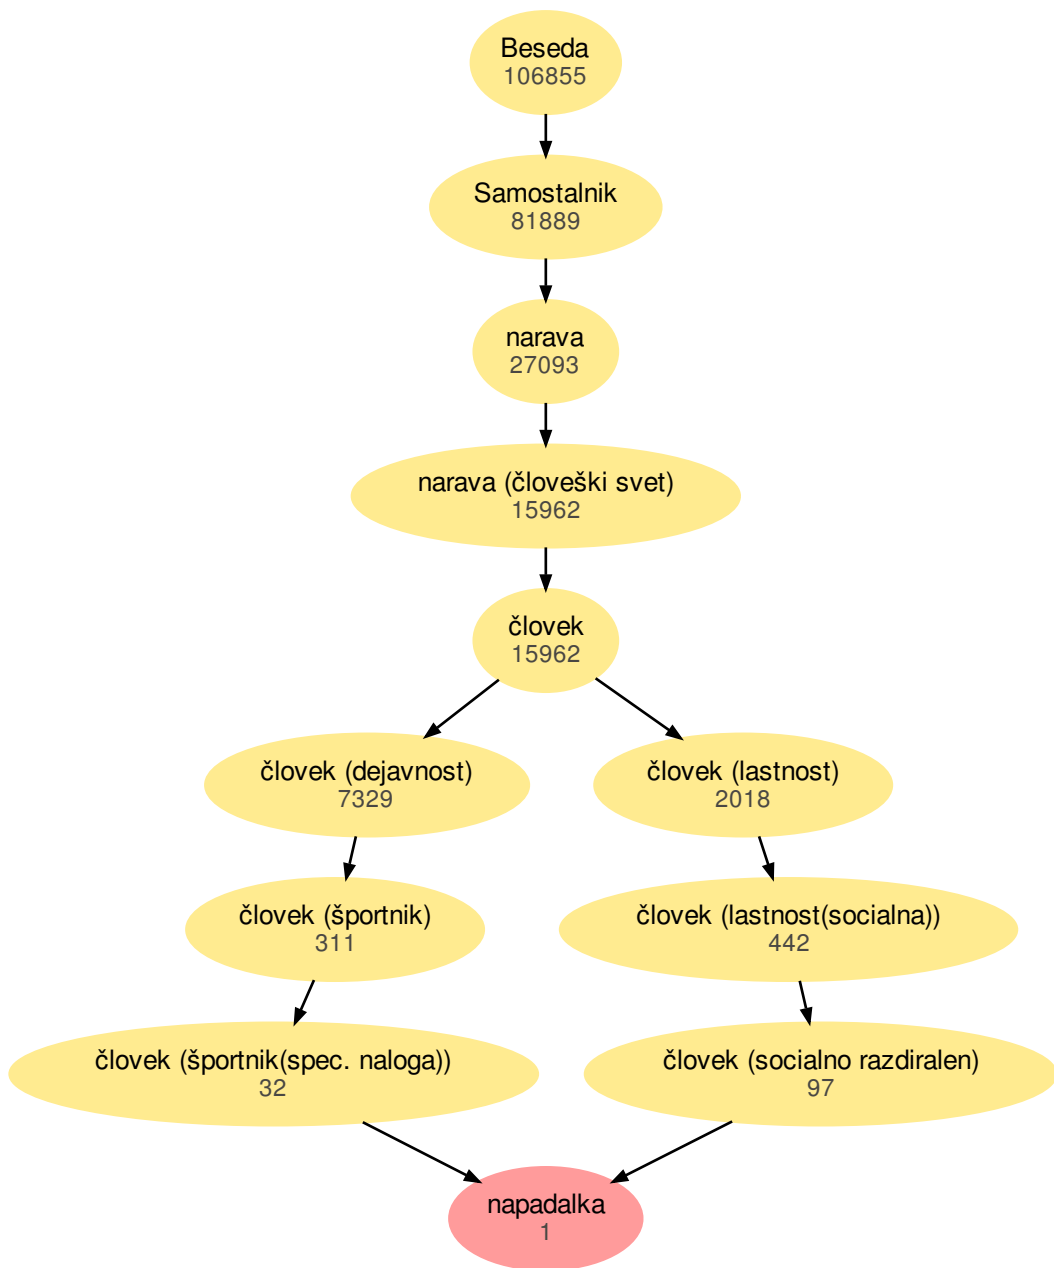 Beseda
106855
Samostalnik
81889
narava
27093
narava (človeški svet)
15962
človek
15962
človek (dejavnost)
7329
človek (lastnost)
2018
človek (športnik)
311
človek (lastnost(socialna))
442
človek (športnik(spec. naloga))
32
človek (socialno razdiralen)
97
napadalka
1